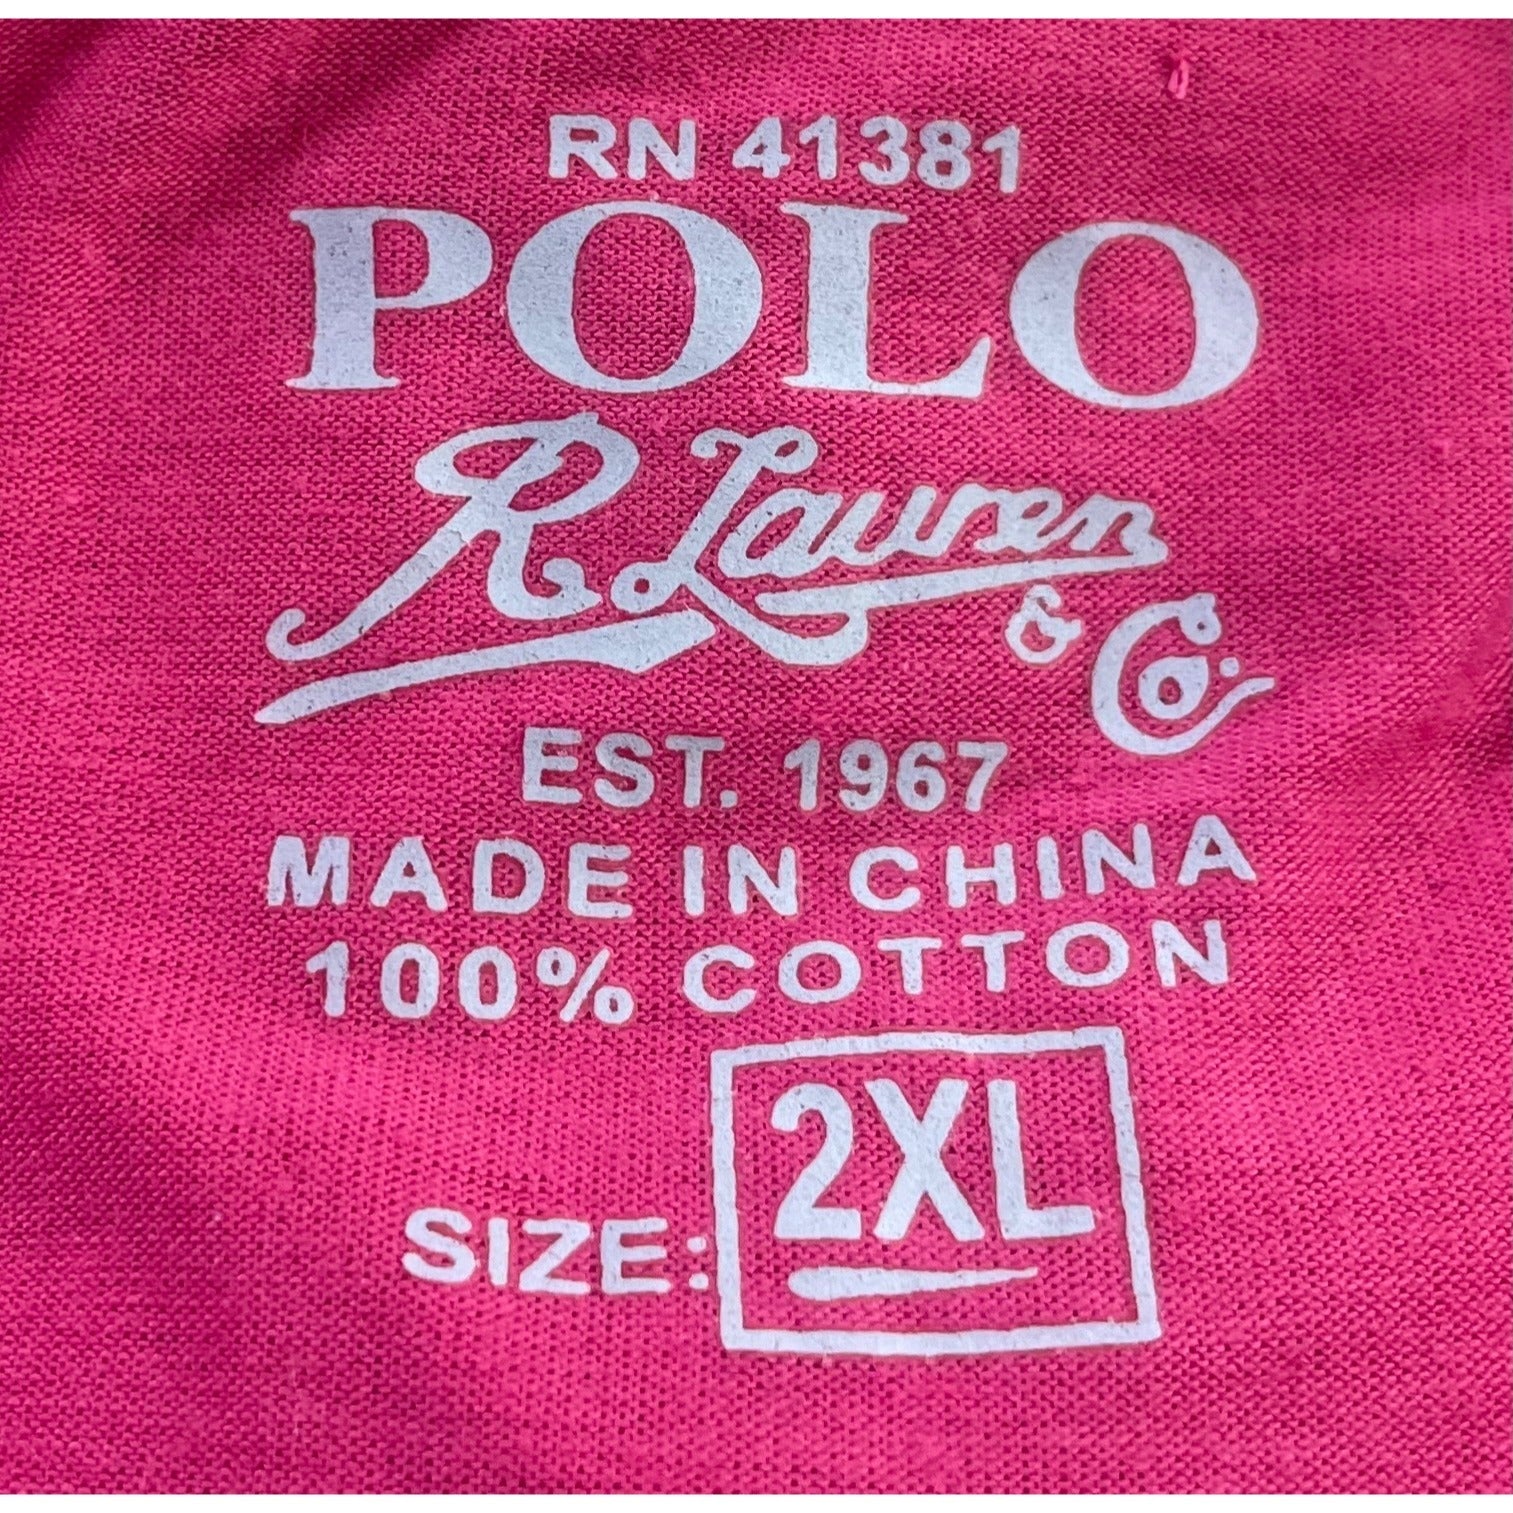 RN 41381
POLO
R. Lauren
& Co.
EST. 1967
MADE IN CHINA
100% COTTON
SIZE: 2XL